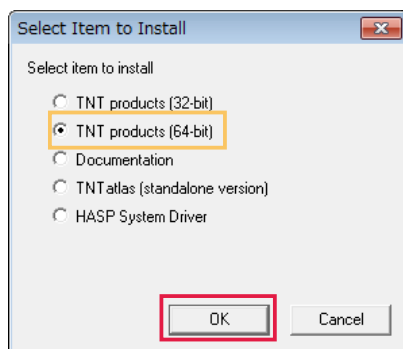 Select Item to Install
Select item to install
TNT products (32-bit)
TNT products (64-bit)
Documentation
TNTatlas (standalone version)
HASP System Driver
OK
Cancel